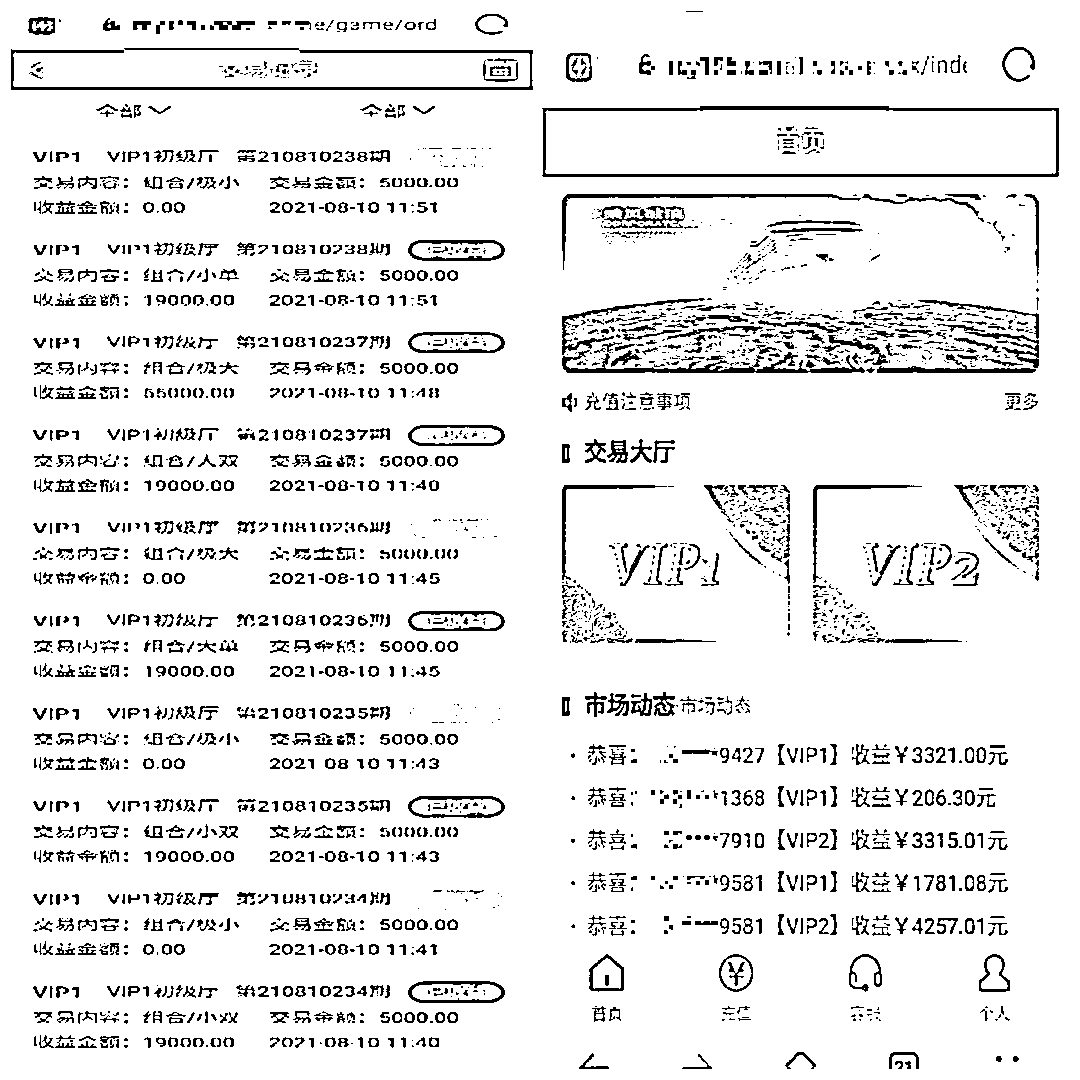 e/game/ord
交易记录
全部 全部
VIP1 VIP1初级厅 第210810238期
交易内容：组合/极小 交易金额：5000.00
收益金额：0.00 2021-08-10 11:51
VIP1 VIP1初级厅 第210810238期
交易内容：组合/小单 交易金额：5000.00
收益金额：19000.00 2021-08-10 11:51
VIP1 VIP1初级厅 第210810237期
交易内容：组合/极大 交易金额：5000.00
收益金额：55000.00 2021-08-10 11:48
VIP1 VIP1初级厅 第210810237期
交易内容：组合/大双 交易金额：5000.00
收益金额：19000.00 2021-08-10 11:40
VIP1 VIP1初级厅 第210810236期
交易内容：组合/极大 交易金额：5000.00
收益金额：0.00 2021-08-10 11:45
VIP1 VIP1初级厅 第210810236期
交易内容：组合/大单 交易金额：5000.00
收益金额：19000.00 2021-08-10 11:45
VIP1 VIP1初级厅 第210810235期
交易内容：组合/极小 交易金额：5000.00
收益金额：0.00 2021-08-10 11:43
VIP1 VIP1初级厅 第210810235期
交易内容：组合/小双 交易金额：5000.00
收益金额：19000.00 2021-08-10 11:43
VIP1 VIP1初级厅 第210810234期
交易内容：组合/极小 交易金额：5000.00
收益金额：0.00 2021-08-10 11:41
VIP1 VIP1初级厅 第210810234期
交易内容：组合/小双 交易金额：5000.00
收益金额：19000.00 2021-08-10 11:40
/inde
首页
充值注意事项 更多
交易大厅
VIP1 VIP2
市场动态 市场动态
· 恭喜： 9427【VIP1】收益￥3321.00元
· 恭喜： 1368【VIP1】收益￥206.30元
· 恭喜： 7910【VIP2】收益￥3315.01元
· 恭喜： 9581【VIP1】收益￥1781.08元
· 恭喜： 9581【VIP2】收益￥4257.01元
首页 充值 客服 个人
21